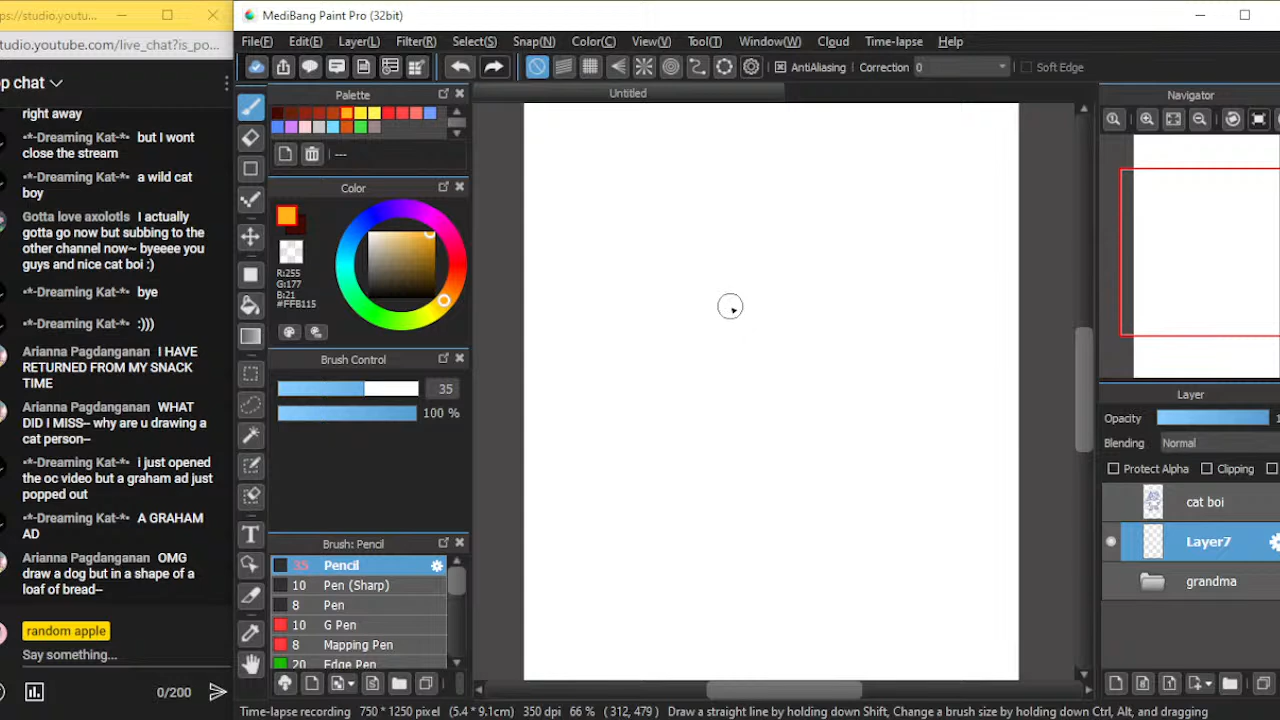 ps://studio.youtu...
tudio.youtube.com/live_chat?is_po...
op chat
right away
•*-Dreaming Kat-*• but I wont
close the stream
•*-Dreaming Kat-*• a wild cat
boy
Gotta love axolotls I actually
gotta go now but subbing to the
other channel now~ byeeee you
guys and nice cat boi :)
•*-Dreaming Kat-*• bye
•*-Dreaming Kat-*• :)))
Arianna Pagdanganan I HAVE
RETURNED FROM MY SNACK
TIME
Arianna Pagdanganan WHAT
DID I MISS-- why are u drawing a
cat person--
•*-Dreaming Kat-*• i just opened
the oc video but a graham ad just
popped out
•*-Dreaming Kat-*• A GRAHAM
AD
Arianna Pagdanganan OMG
draw a dog but in a shape of a
loaf of bread--
random apple
Say something...
0/200
MediBang Paint Pro (32bit)
File(F) Edit(E) Layer(L) Filter(R) Select(S) Snap(N) Color(C) View(V) Tool(T) Window(W) Cloud Time-lapse Help
AntiAliasing Correction 0 Soft Edge
Palette
---
Color
R:255
G:177
B:21
#FFB115
Brush Control
35
100 %
Brush: Pencil
35 Pencil
10 Pen (Sharp)
8 Pen
10 G Pen
8 Mapping Pen
20 Edge Pen
Untitled
Navigator
Layer
Opacity 1
Blending Normal
Protect Alpha Clipping
cat boi
Layer7
grandma
Time-lapse recording 750 * 1250 pixel (5.4 * 9.1cm) 350 dpi 66 % ( 312, 479 ) Draw a straight line by holding down Shift, Change a brush size by holding down Ctrl, Alt, and dragging